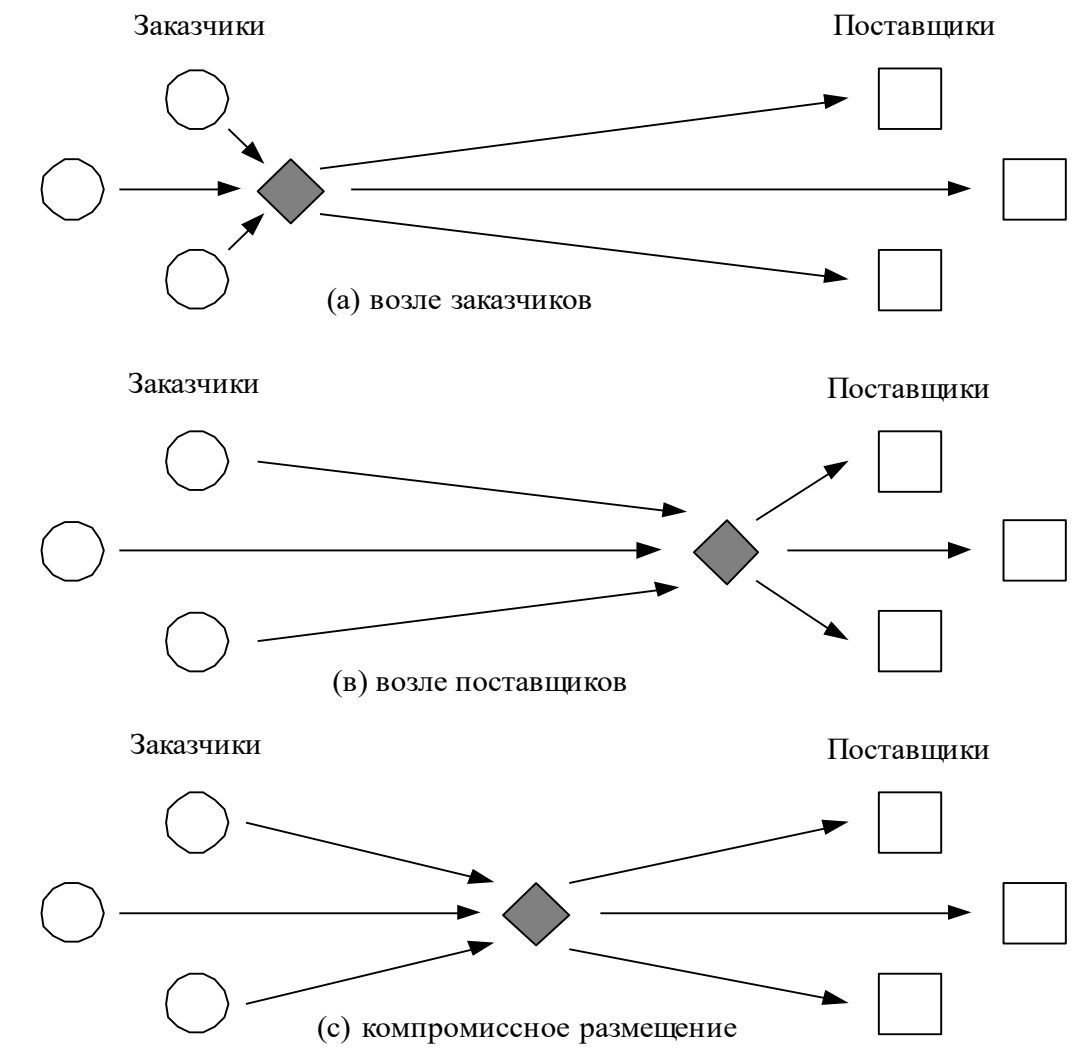 Заказчики
Поставщики
(а) возле заказчиков
Заказчики
Поставщики
(в) возле поставщиков
Заказчики
Поставщики
(с) компромиссное размещение